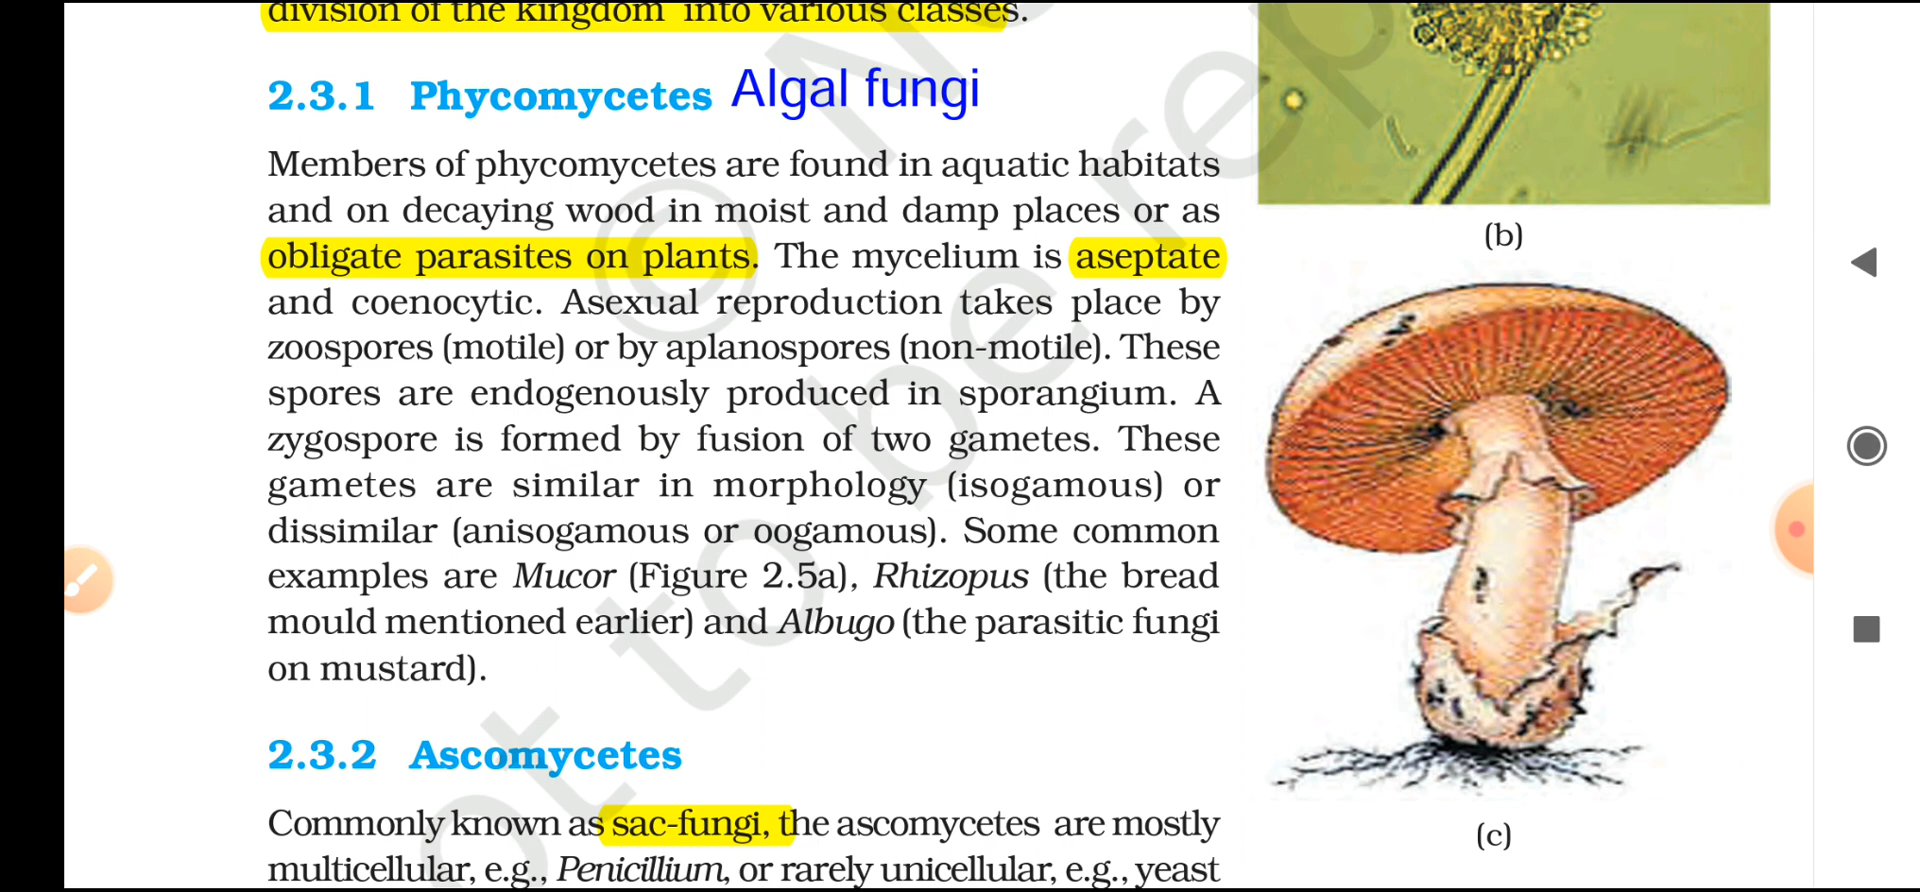 division of the kingdom into various classes.
2.3.1 Phycomycetes Algal fungi
Members of phycomycetes are found in aquatic habitats
and on decaying wood in moist and damp places or as
obligate parasites on plants. The mycelium is aseptate
and coenocytic. Asexual reproduction takes place by
zoospores (motile) or by aplanospores (non-motile). These
spores are endogenously produced in sporangium. A
zygospore is formed by fusion of two gametes. These
gametes are similar in morphology (isogamous) or
dissimilar (anisogamous or oogamous). Some common
examples are Mucor (Figure 2.5a), Rhizopus (the bread
mould mentioned earlier) and Albugo (the parasitic fungi
on mustard).
2.3.2 Ascomycetes
Commonly known as sac-fungi, the ascomycetes are mostly
multicellular, e.g., Penicillium, or rarely unicellular, e.g., yeast
(b)
(c)